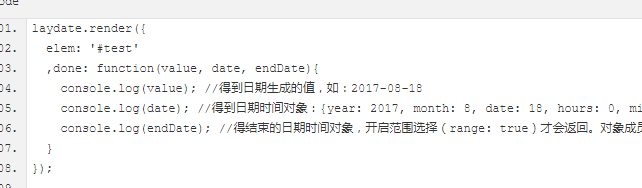 ode
01. laydate.render({
02. elem: '#test'
03. ,done: function(value, date, endDate){
04. console.log(value); //得到日期生成的值，如：2017-08-18
05. console.log(date); //得到日期时间对象：{year: 2017, month: 8, date: 18, hours: 0, mi
06. console.log(endDate); //得结束的日期时间对象，开启范围选择（range: true）才会返回。对象成员
07. }
08. });